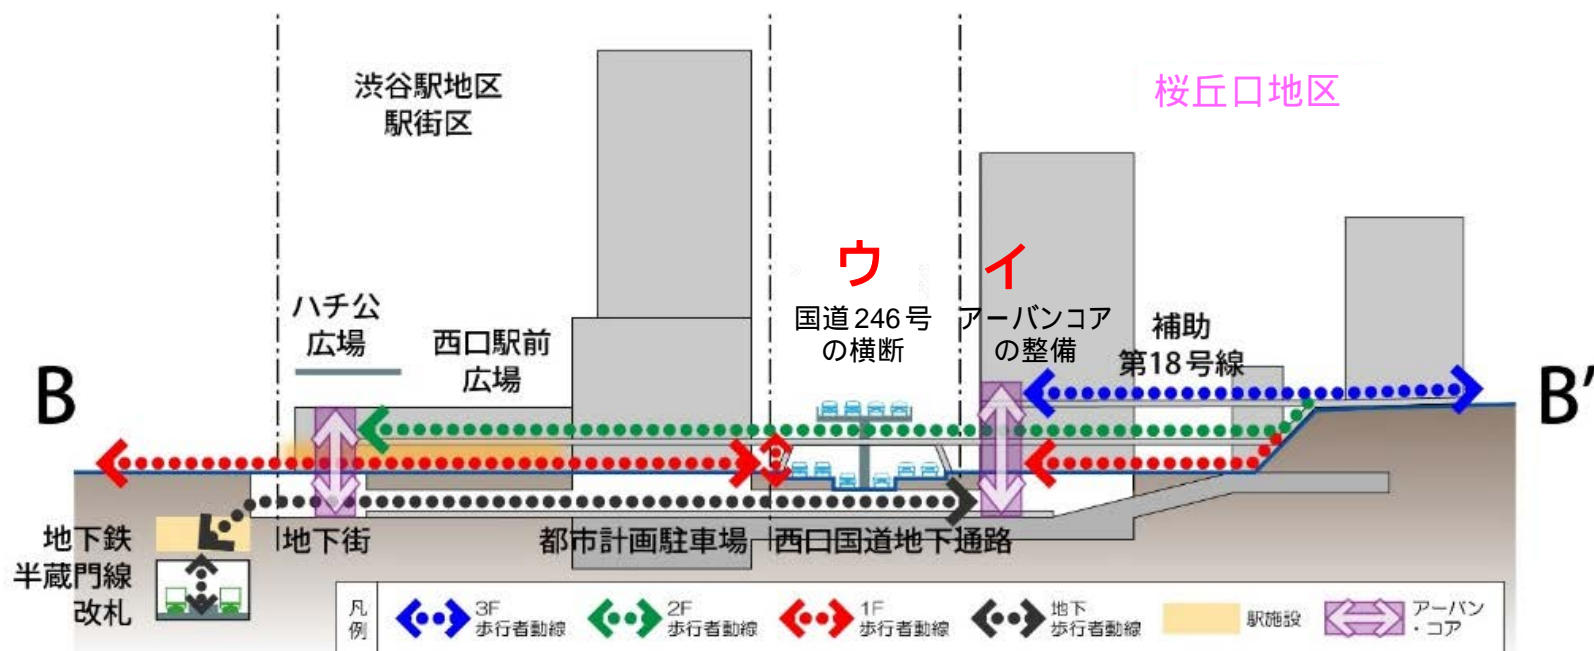 渋谷駅地区
駅街区
桜丘口地区
ウ
イ
国道246号
の横断
アーバンコア
の整備
ハチ公
広場
西口駅前
広場
補助
第18号線
B
B'
地下鉄
半蔵門線
改札
地下街
都市計画駐車場
西口国道地下通路
凡例
3F
歩行者動線
2F
歩行者動線
1F
歩行者動線
地下
歩行者動線
駅施設
アーバン
・コア